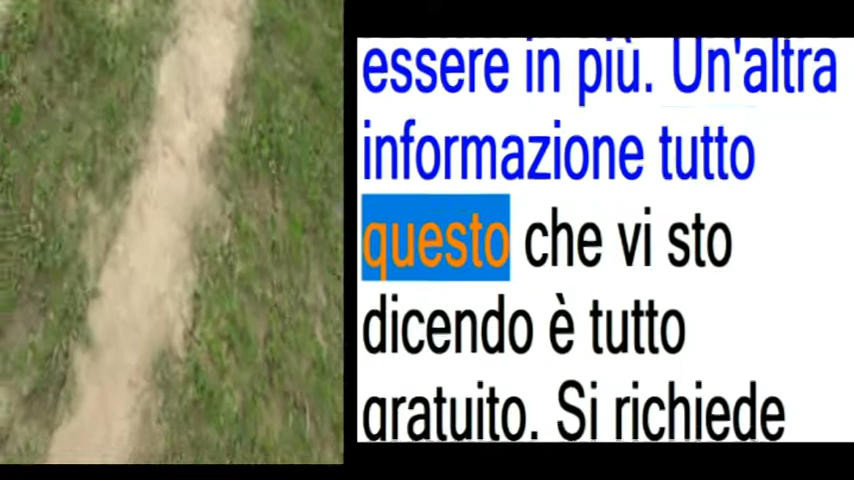 essere in più. Un'altra
informazione tutto
questo che vi sto
dicendo è tutto
gratuito. Si richiede